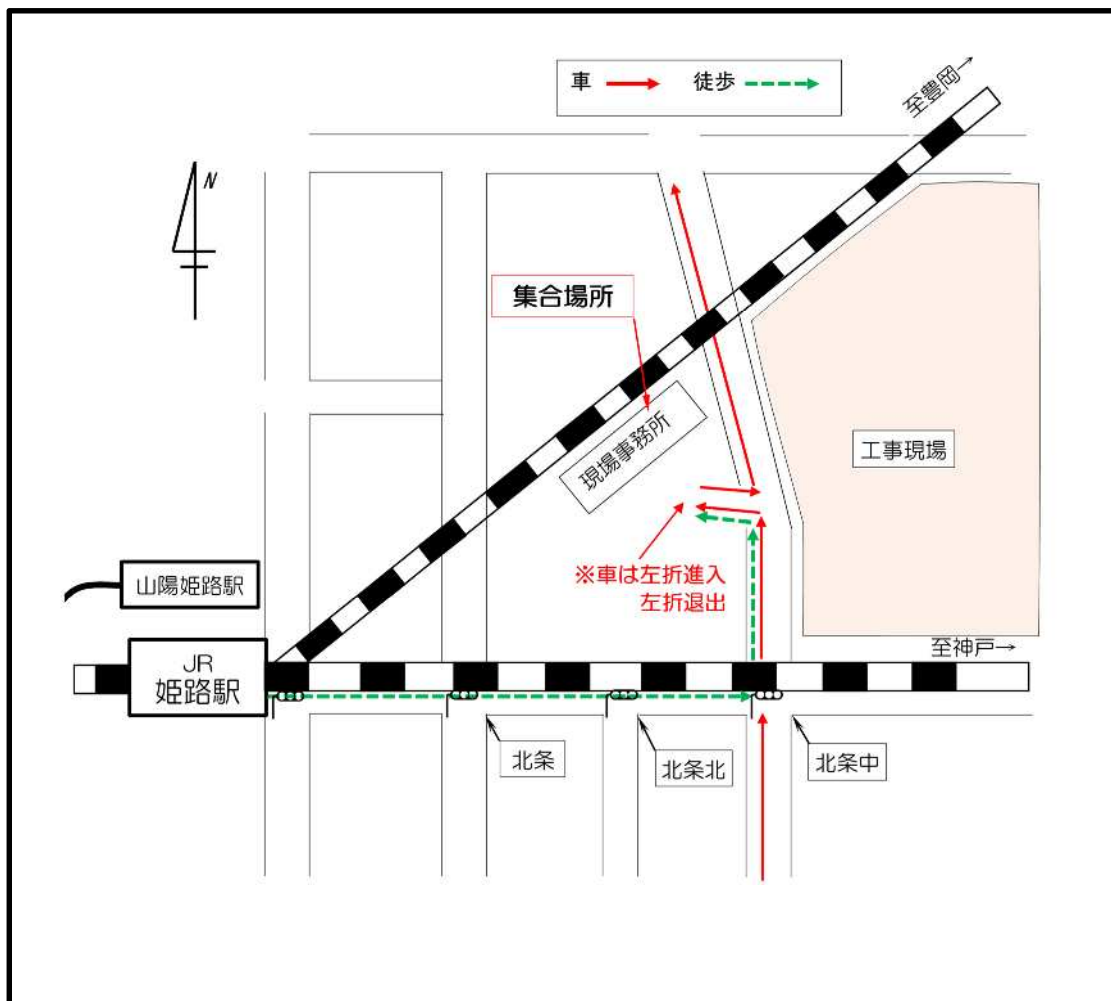 車 徒歩
至豊岡→
N
集合場所
現場事務所
工事現場
※車は左折進入
左折退出
山陽姫路駅
JR
姫路駅
至神戸→
北条
北条北
北条中